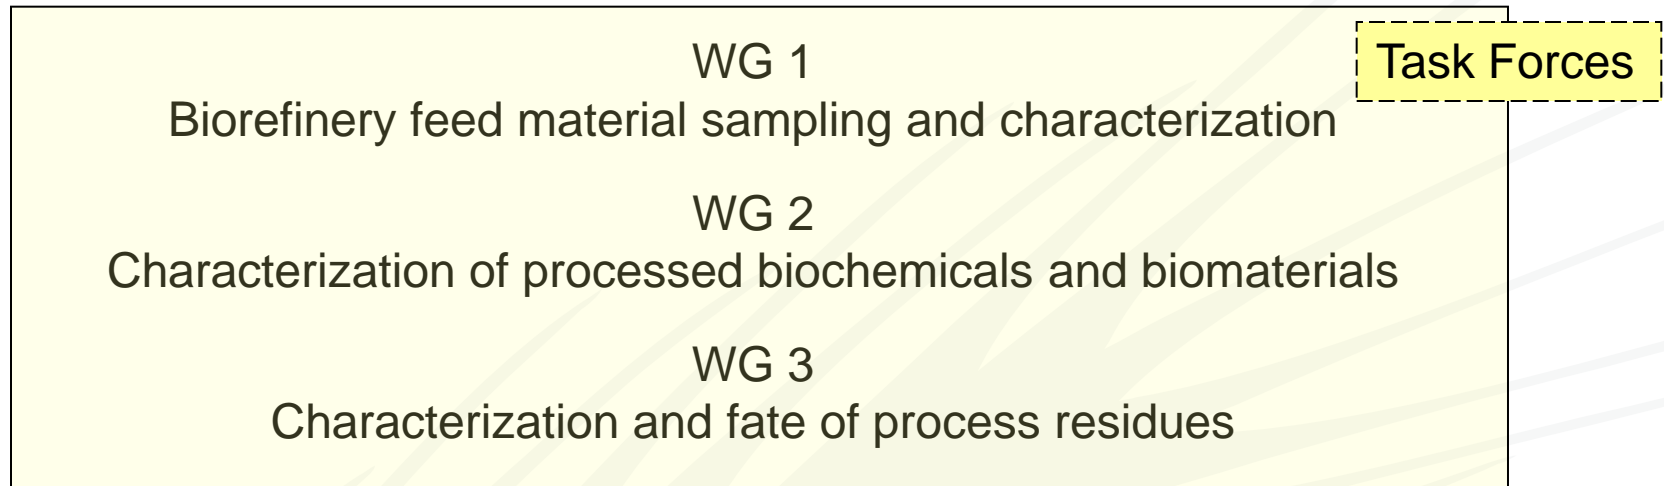 Task Forces
WG 1
Biorefinery feed material sampling and characterization
WG 2
Characterization of processed biochemicals and biomaterials
WG 3
Characterization and fate of process residues